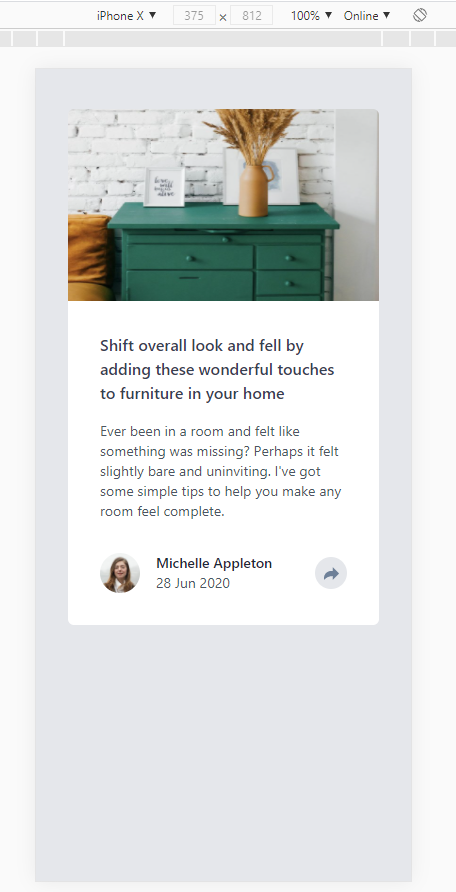 iPhone X ▼ 375 × 812 100% ▼ Online ▼
Shift overall look and fell by
adding these wonderful touches
to furniture in your home
Ever been in a room and felt like
something was missing? Perhaps it felt
slightly bare and uninviting. I've got
some simple tips to help you make any
room feel complete.
Michelle Appleton
28 Jun 2020